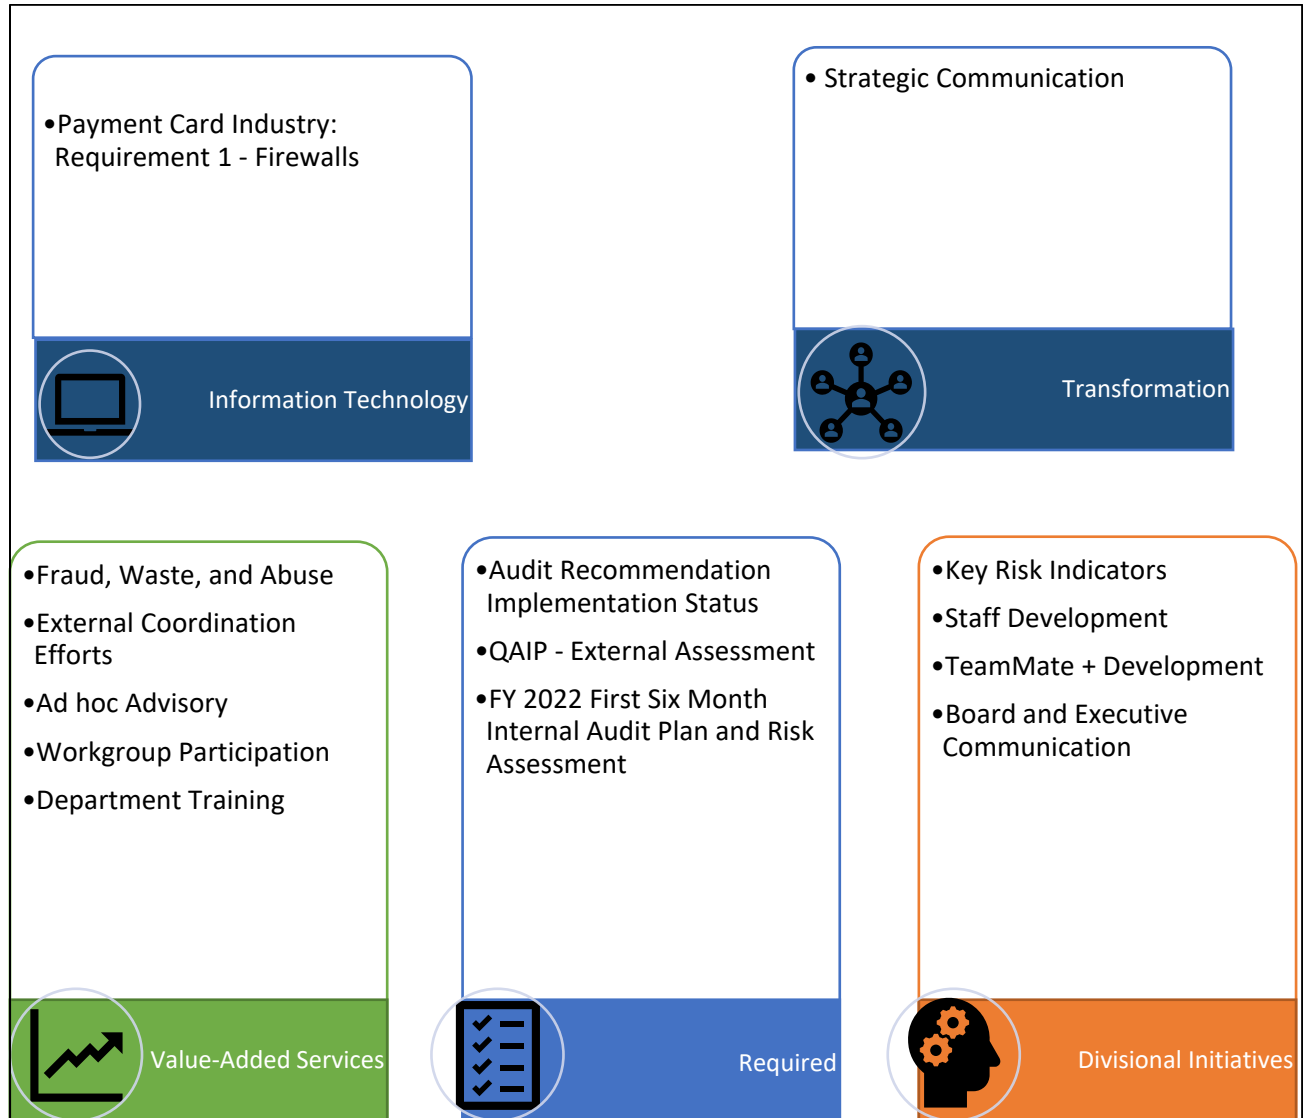 •Payment Card Industry:
Requirement 1 - Firewalls
Information Technology
• Strategic Communication
Transformation
•Fraud, Waste, and Abuse
•External Coordination
Efforts
•Ad hoc Advisory
•Workgroup Participation
•Department Training
Value-Added Services
•Audit Recommendation
Implementation Status
•QAIP - External Assessment
•FY 2022 First Six Month
Internal Audit Plan and Risk
Assessment
Required
•Key Risk Indicators
•Staff Development
•TeamMate + Development
•Board and Executive
Communication
Divisional Initiatives